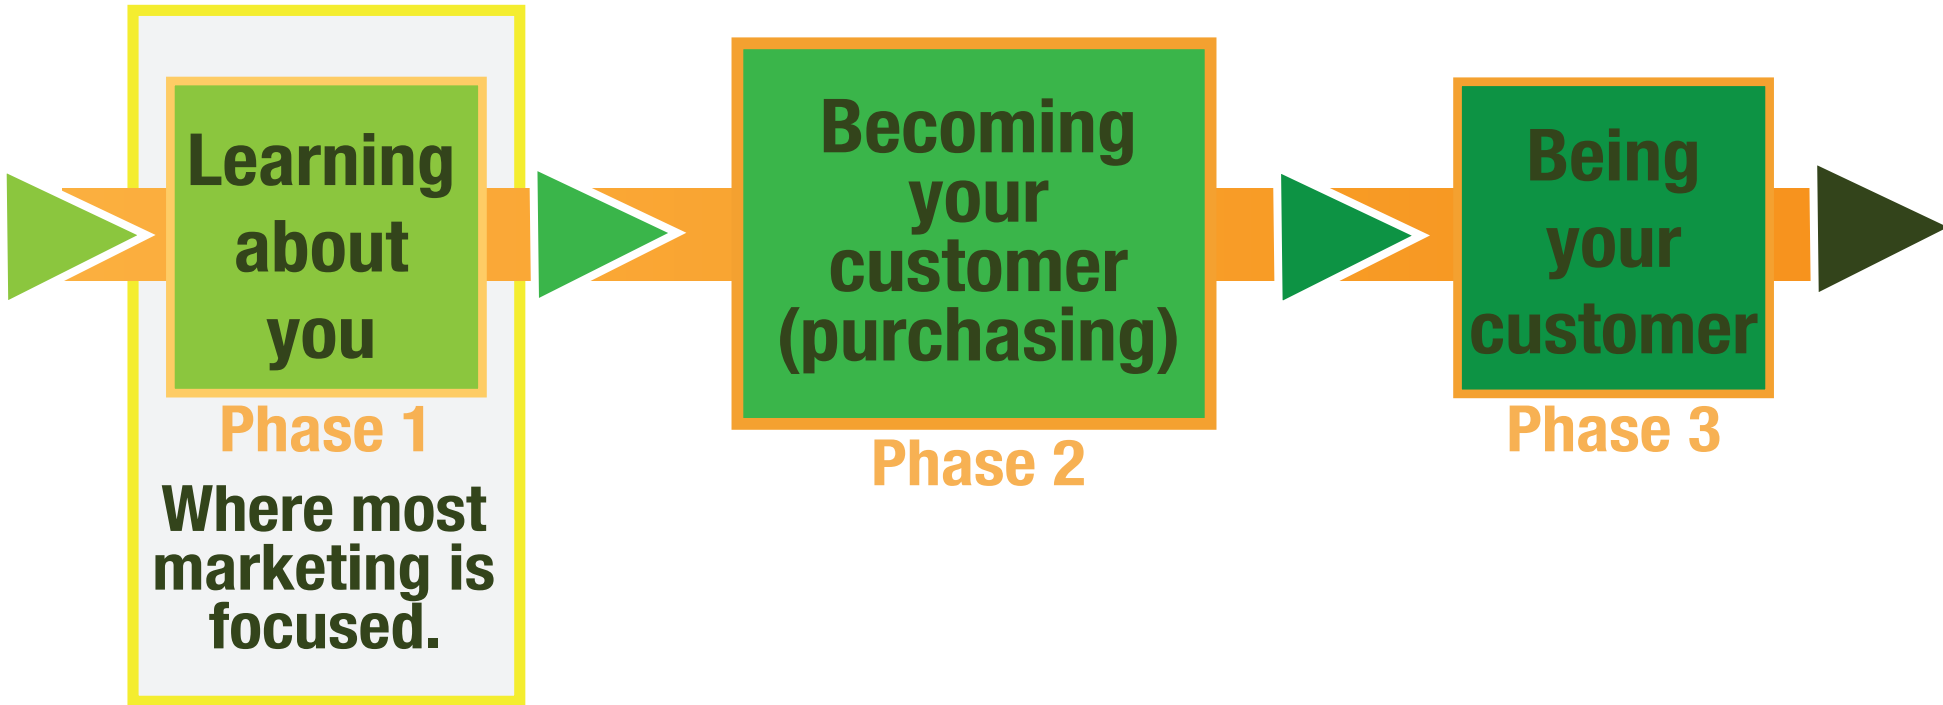 Learning
about
you
Phase 1
Where most
marketing is
focused.
Becoming
your
customer
(purchasing)
Phase 2
Being
your
customer
Phase 3